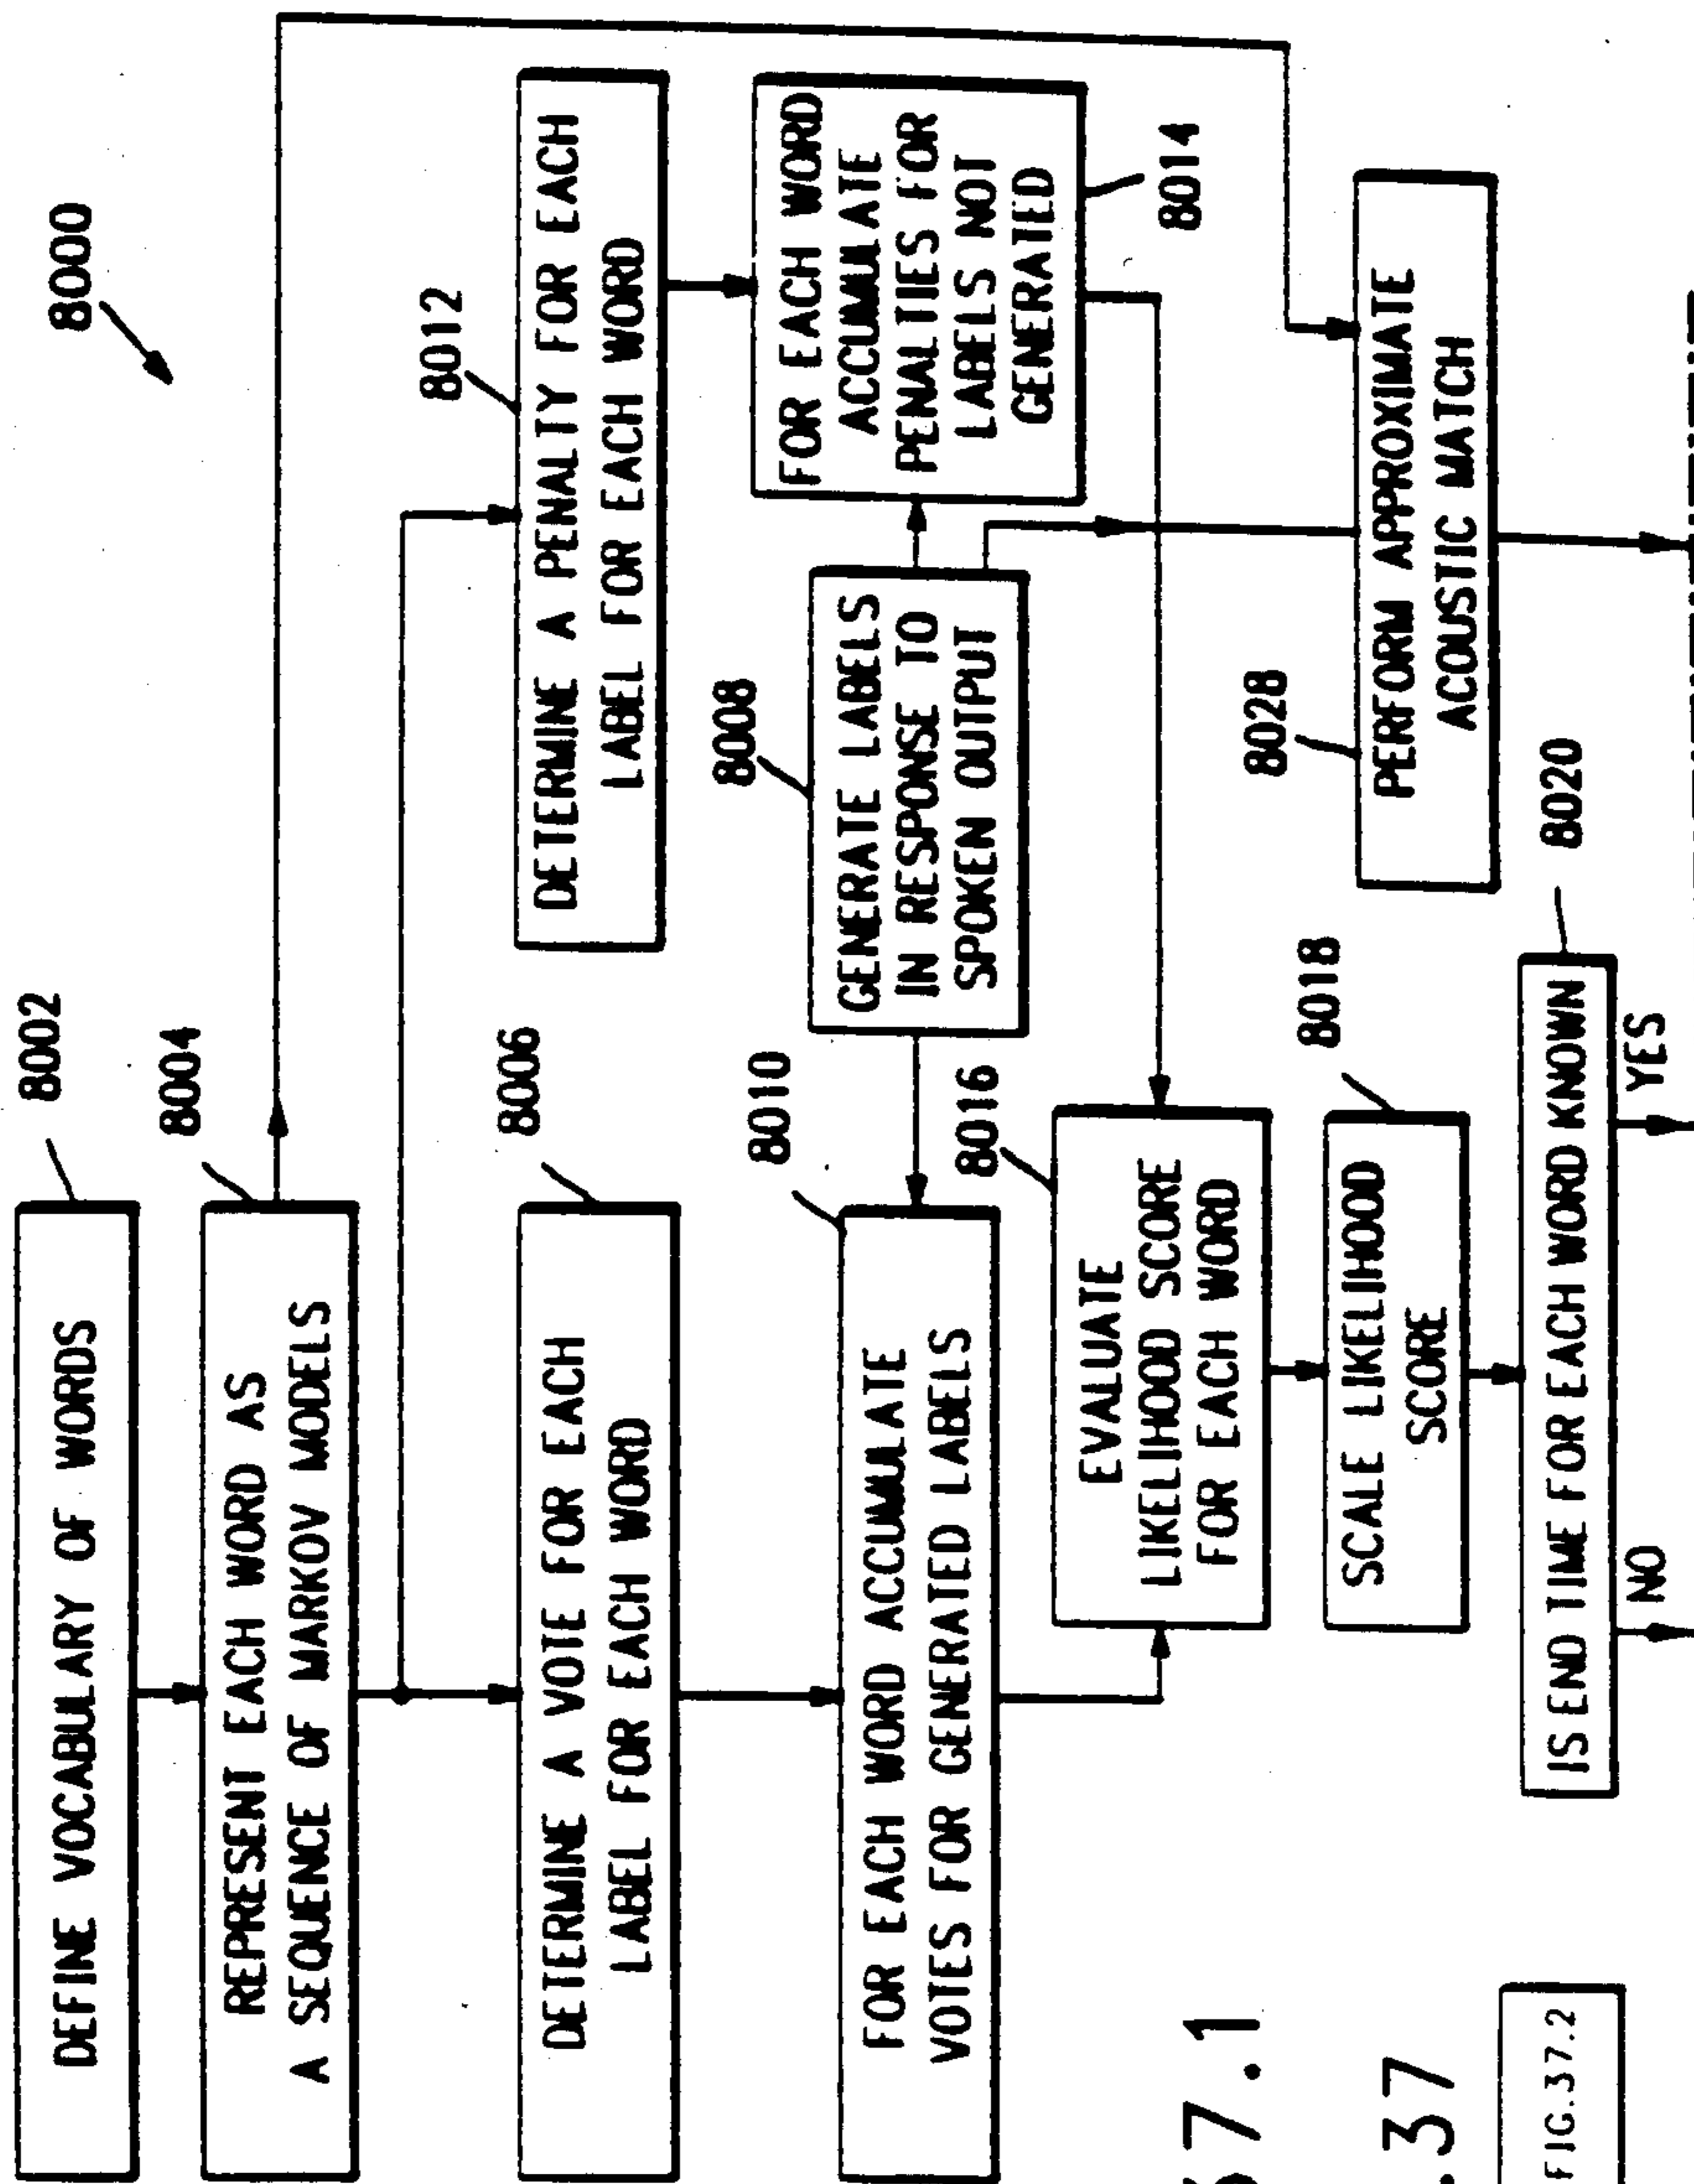 8000
8002
DEFINE VOCABULARY OF WORDS
8004
REPRESENT EACH WORD AS
A SEQUENCE OF MARKOV MODELS
8012
DETERMINE A PENALTY FOR EACH
LABEL FOR EACH WORD
8006
DETERMINE A VOTE FOR EACH
LABEL FOR EACH WORD
8008
GENERATE LABELS
IN RESPONSE TO
SPOKEN OUTPUT
FOR EACH WORD
ACCUMULATE
PENALTIES FOR
LABELS NOT
GENERATED
8014
8010
FOR EACH WORD ACCUMULATE
VOTES FOR GENERATED LABELS
8016
EVALUATE
LIKELIHOOD SCORE
FOR EACH WORD
8018
SCALE LIKELIHOOD
SCORE
8028
PERFORM APPROXIMATE
ACOUSTIC MATCH
8020
IS END TIME FOR EACH WORD KNOWN
NO
YES
37.1
.37
FIG.37.2